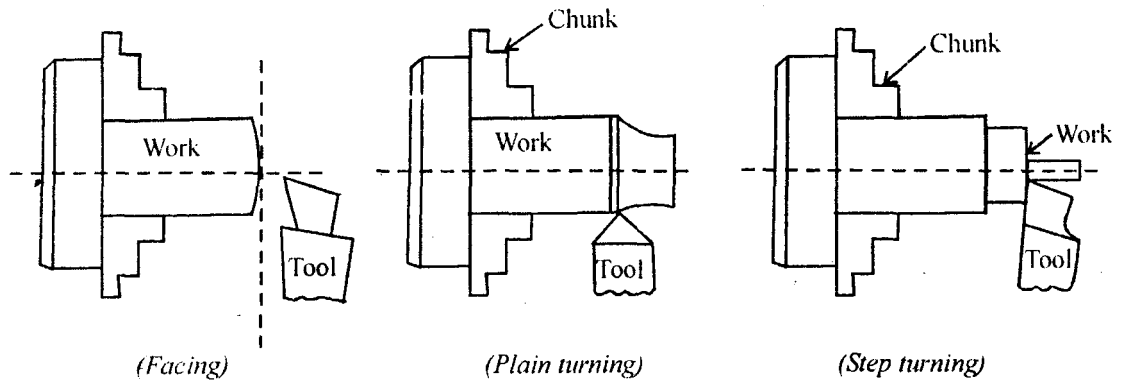 Chunk
Chunk
Work
Work
Work
Tool
Tool
Tool
(Facing)
(Plain turning)
(Step turning)